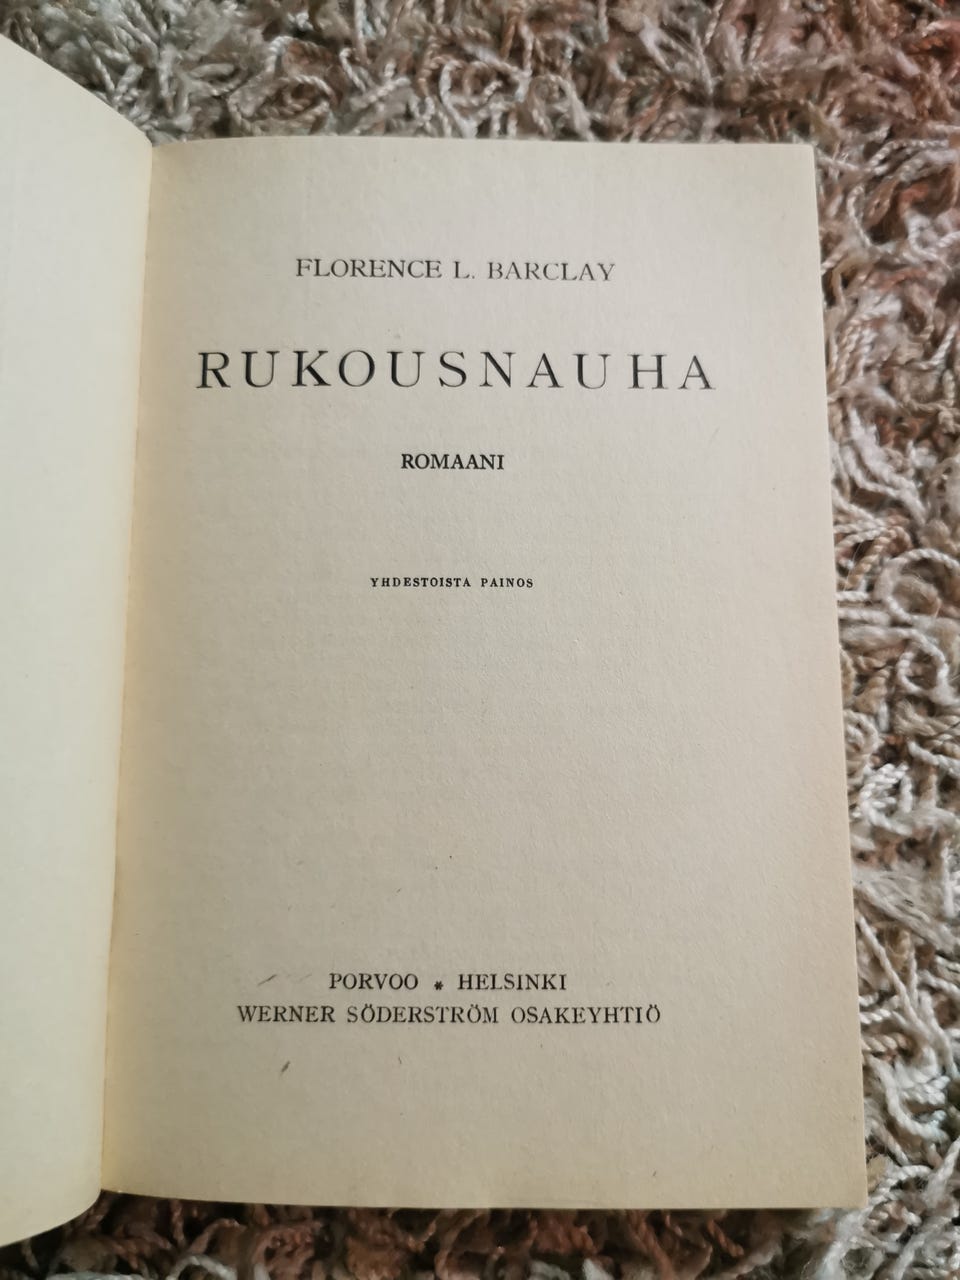 FLORENCE L. BARCLAY
RUKOUSNAUHA
ROMAANI
YHDESTOISTA PAINOS
PORVOO * HELSINKI
WERNER SÖDERSTRÖM OSAKEYHTIÖ